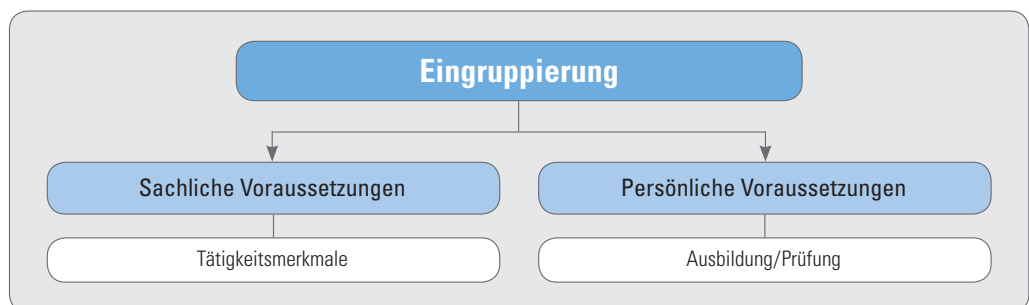 Eingruppierung
Sachliche Voraussetzungen
Persönliche Voraussetzungen
Tätigkeitsmerkmale
Ausbildung/Prüfung